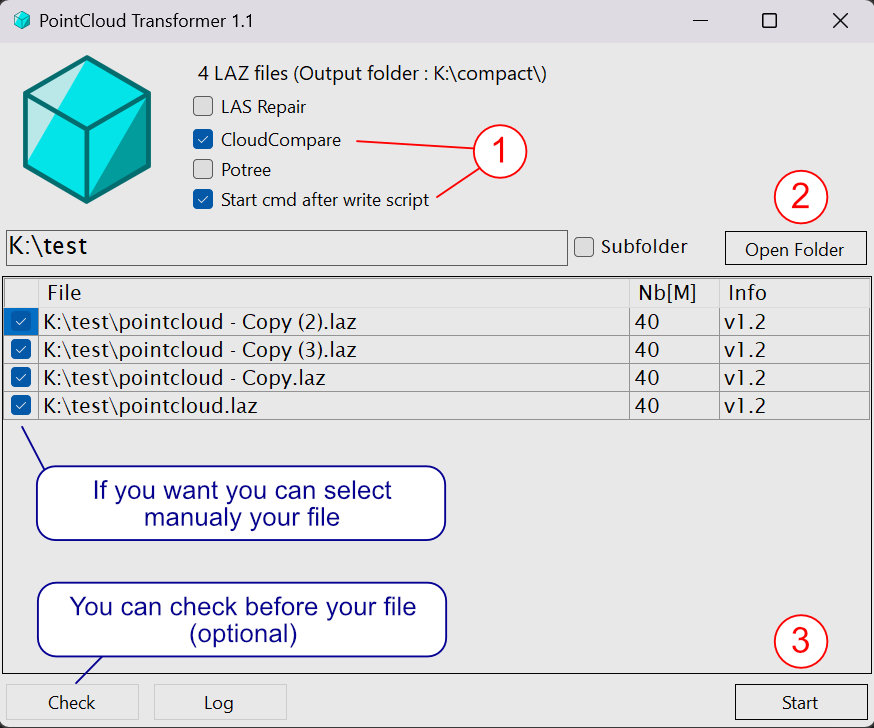 PointCloud Transformer 1.1
4 LAZ files (Output folder : K:\compact\)
LAS Repair
CloudCompare
1
Potree
Start cmd after write script
2
K:\test
Subfolder
Open Folder
File Nb[M] Info
K:\test\pointcloud - Copy (2).laz 40 v1.2
K:\test\pointcloud - Copy (3).laz 40 v1.2
K:\test\pointcloud - Copy.laz 40 v1.2
K:\test\pointcloud.laz 40 v1.2
If you want you can select
manualy your file
You can check before your file
(optional)
3
Check
Log
Start